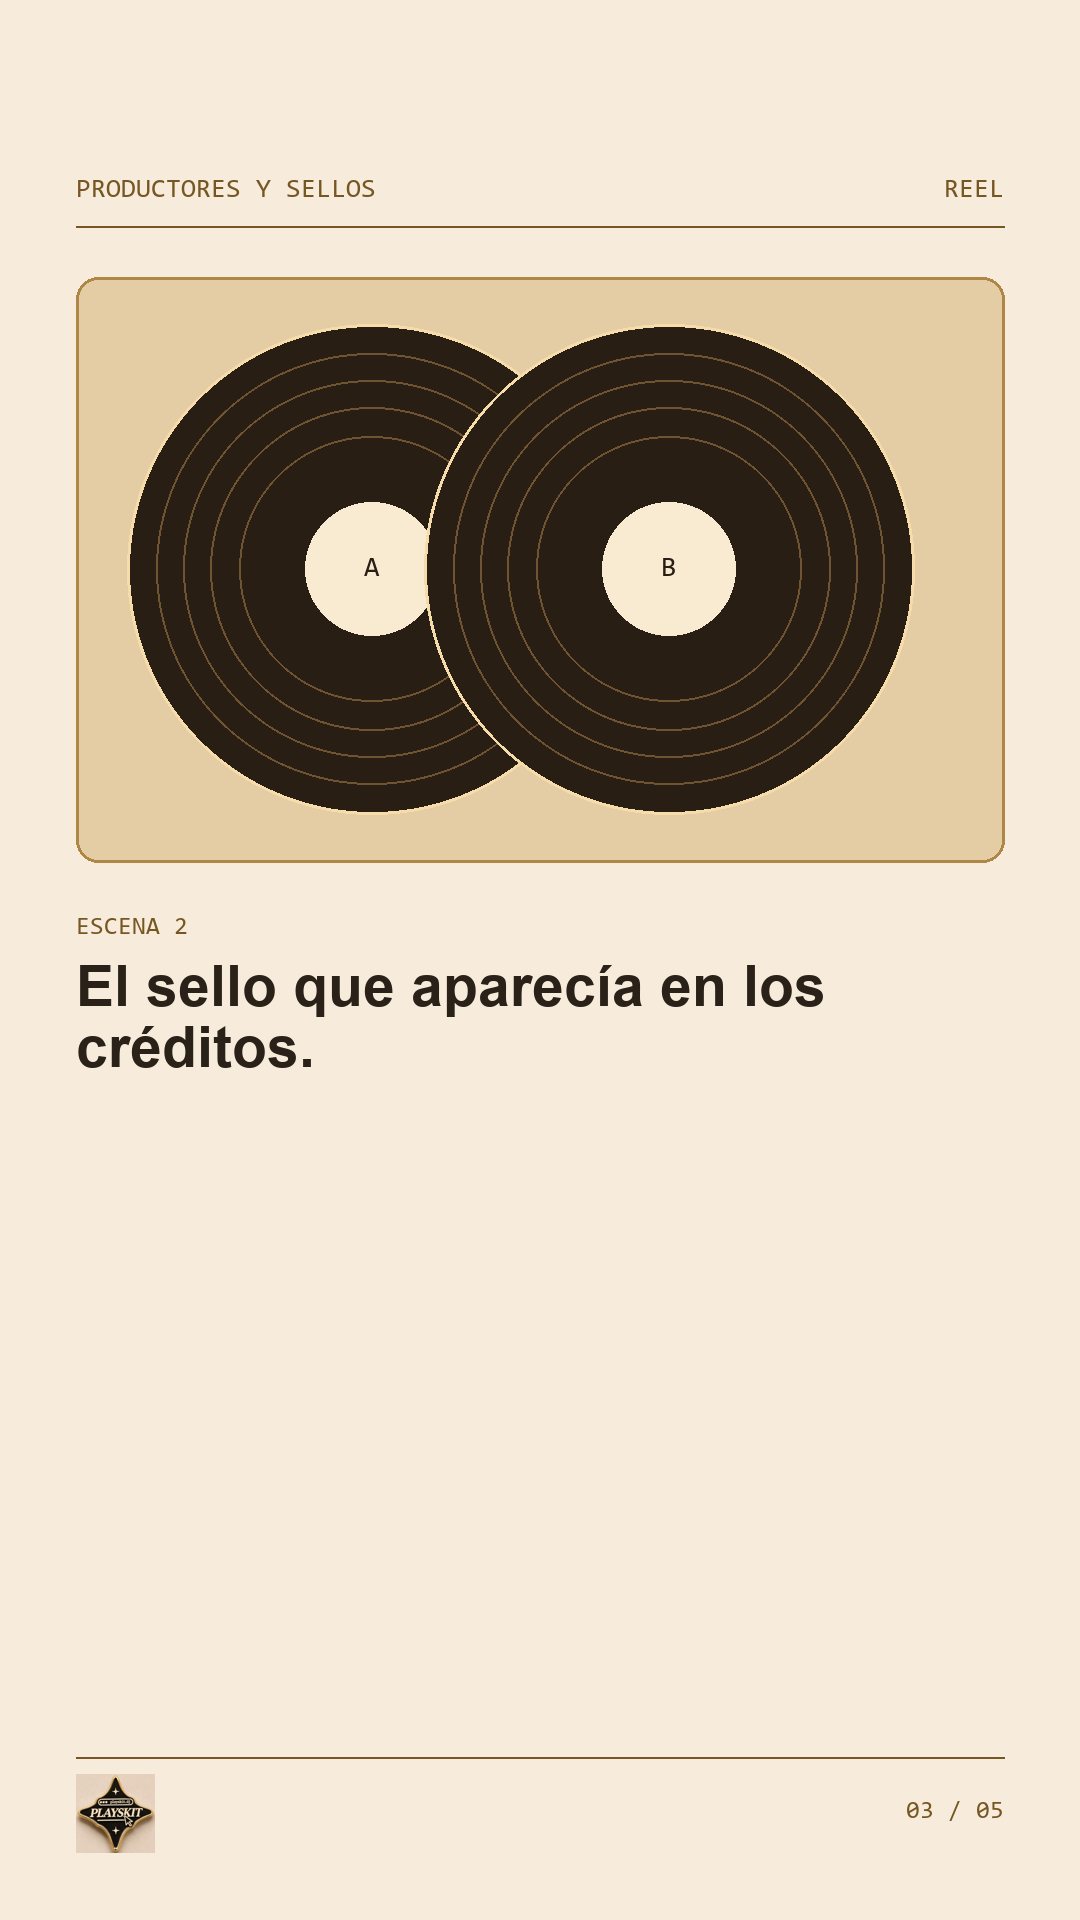 PRODUCTORES Y SELLOS REEL
A B
ESCENA 2
El sello que aparecía en los
créditos.
PLAYSKIT
03 / 05